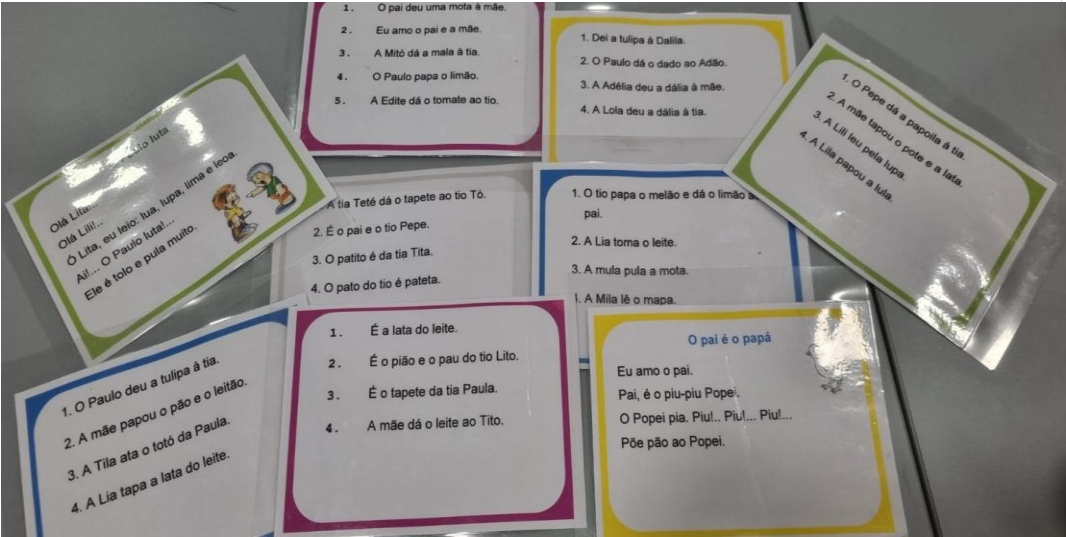 1. O pai deu uma mota à mãe.
2. Eu amo o pai e a mãe.
3. A Mitó dá a mala à tia.
4. O Paulo papa o limão.
5. A Edite dá o tomate ao tio.
1. Dei a tulipa à Dalila.
2. O Paulo dá o dado ao Adão.
3. A Adélia deu a dália à mãe.
4. A Lola deu a dália à tia.
1. O Pepe dá a papoila à tia.
2. A mãe tapou o pote e a lata.
3. A Lili leu pela lupa.
4. A Lila papou a lula.
luta
Olá Lita...
Olá Lili!..
Ó Lita, eu leio: lua, lupa, lima e leoa.
Ai!... O Paulo luta!...
Ele é tolo e pula muito.
A tia Teté dá o tapete ao tio Tó.
2. É o pai e o tio Pepe.
3. O patito é da tia Tita.
4. O pato do tio é pateta.
1. O tio papa o melão e dá o limão
pai.
2. A Lia toma o leite.
3. A mula pula a mota.
4. A Mila lê o mapa.
1. O Paulo deu a tulipa à tia.
2. A mãe papou o pão e o leitão.
3. A Tila ata o totó da Paula.
4. A Lia tapa a lata do leite.
1. É a lata do leite.
2. É o pião e o pau do tio Lito.
3. É o tapete da tia Paula.
4. A mãe dá o leite ao Tito.
O pai é o papá
Eu amo o pai.
Pai, é o piu-piu Popei.
O Popei pia. Piu!.. Piu!... Piu!...
Põe pão ao Popei.